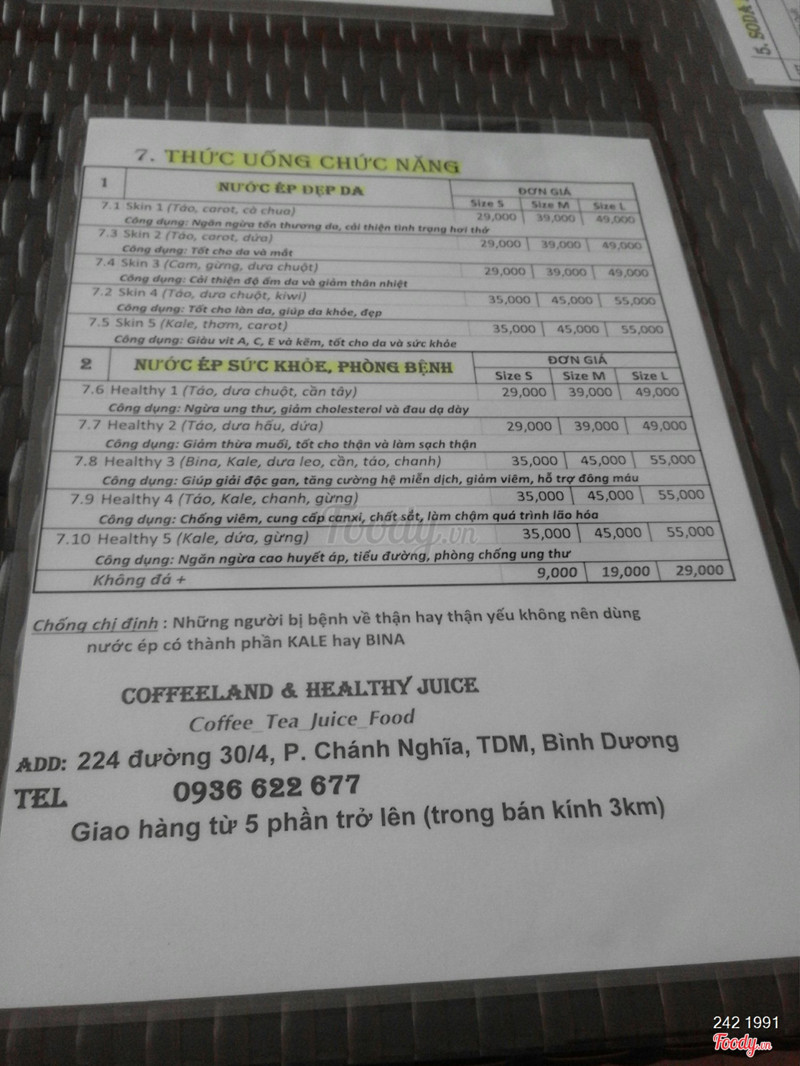 5. SODA
7. THỨC UỐNG CHỨC NĂNG
1 NƯỚC ÉP ĐẸP DA ĐƠN GIÁ
Size S Size M Size L
7.1 Skin 1 (Táo, carot, cà chua) 29,000 39,000 49,000
Công dụng: Ngăn ngừa tổn thương da, cải thiện tình trạng hơi thở
7.3 Skin 2 (Táo, carot, dứa) 29,000 39,000 49,000
Công dụng: Tốt cho da và mắt
7.4 Skin 3 (Cam, gừng, dưa chuột) 29,000 39,000 49,000
Công dụng: Cải thiện độ ẩm da và giảm thân nhiệt
7.2 Skin 4 (Táo, dưa chuột, kiwi) 35,000 45,000 55,000
Công dụng: Tốt cho làn da, giúp da khỏe, đẹp
7.5 Skin 5 (Kale, thơm, carot) 35,000 45,000 55,000
Công dụng: Giàu vit A, C, E và kẽm, tốt cho da và sức khỏe
2 NƯỚC ÉP SỨC KHỎE, PHÒNG BỆNH ĐƠN GIÁ
Size S Size M Size L
7.6 Healthy 1 (Táo, dưa chuột, cần tây) 29,000 39,000 49,000
Công dụng: Ngừa ung thư, giảm cholesterol và đau dạ dày
7.7 Healthy 2 (Táo, dưa hấu, dứa) 29,000 39,000 49,000
Công dụng: Giảm thừa muối, tốt cho thận và làm sạch thận
7.8 Healthy 3 (Bina, Kale, dưa leo, cần, táo, chanh) 35,000 45,000 55,000
Công dụng: Giúp giải độc gan, tăng cường hệ miễn dịch, giảm viêm, hỗ trợ đông máu
7.9 Healthy 4 (Táo, Kale, chanh, gừng) 35,000 45,000 55,000
Công dụng: Chống viêm, cung cấp canxi, chất sắt, làm chậm quá trình lão hóa
7.10 Healthy 5 (Kale, dứa, gừng) 35,000 45,000 55,000
Công dụng: Ngăn ngừa cao huyết áp, tiểu đường, phòng chống ung thư
Không đá + 9,000 19,000 29,000
Foody.vn
Chống chị định : Những người bị bệnh về thận hay thận yếu không nên dùng
nước ép có thành phần KALE hay BINA
COFFEELAND & HEALTHY JUICE
Coffee_Tea_Juice_Food
ADD: 224 đường 30/4, P. Chánh Nghĩa, TDM, Bình Dương
TEL 0936 622 677
Giao hàng từ 5 phần trở lên (trong bán kính 3km)
242 1991
Foody.vn